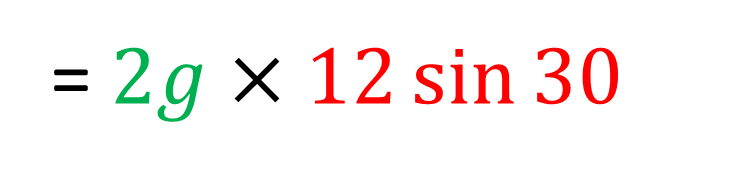 = 2g × 12 sin 30